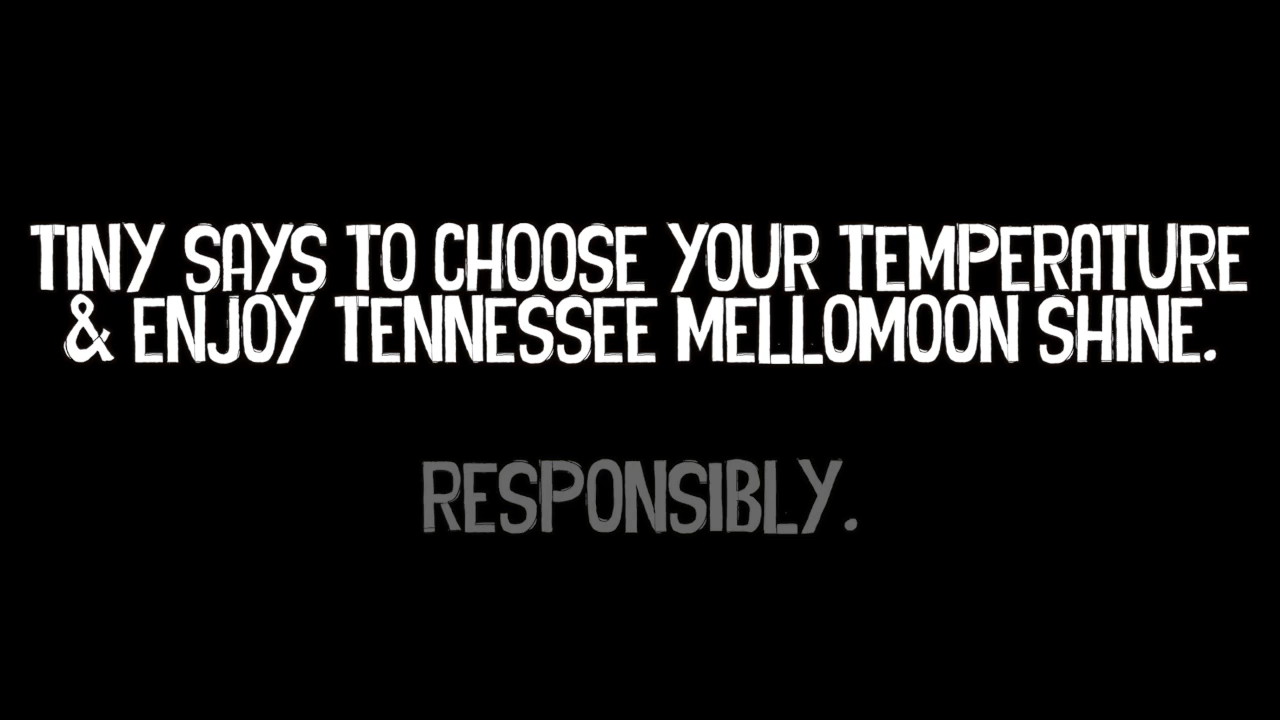 TINY SAYS TO CHOOSE YOUR TEMPERATURE
& ENJOY TENNESSEE MELLOMOON SHINE.
RESPONSIBLY.